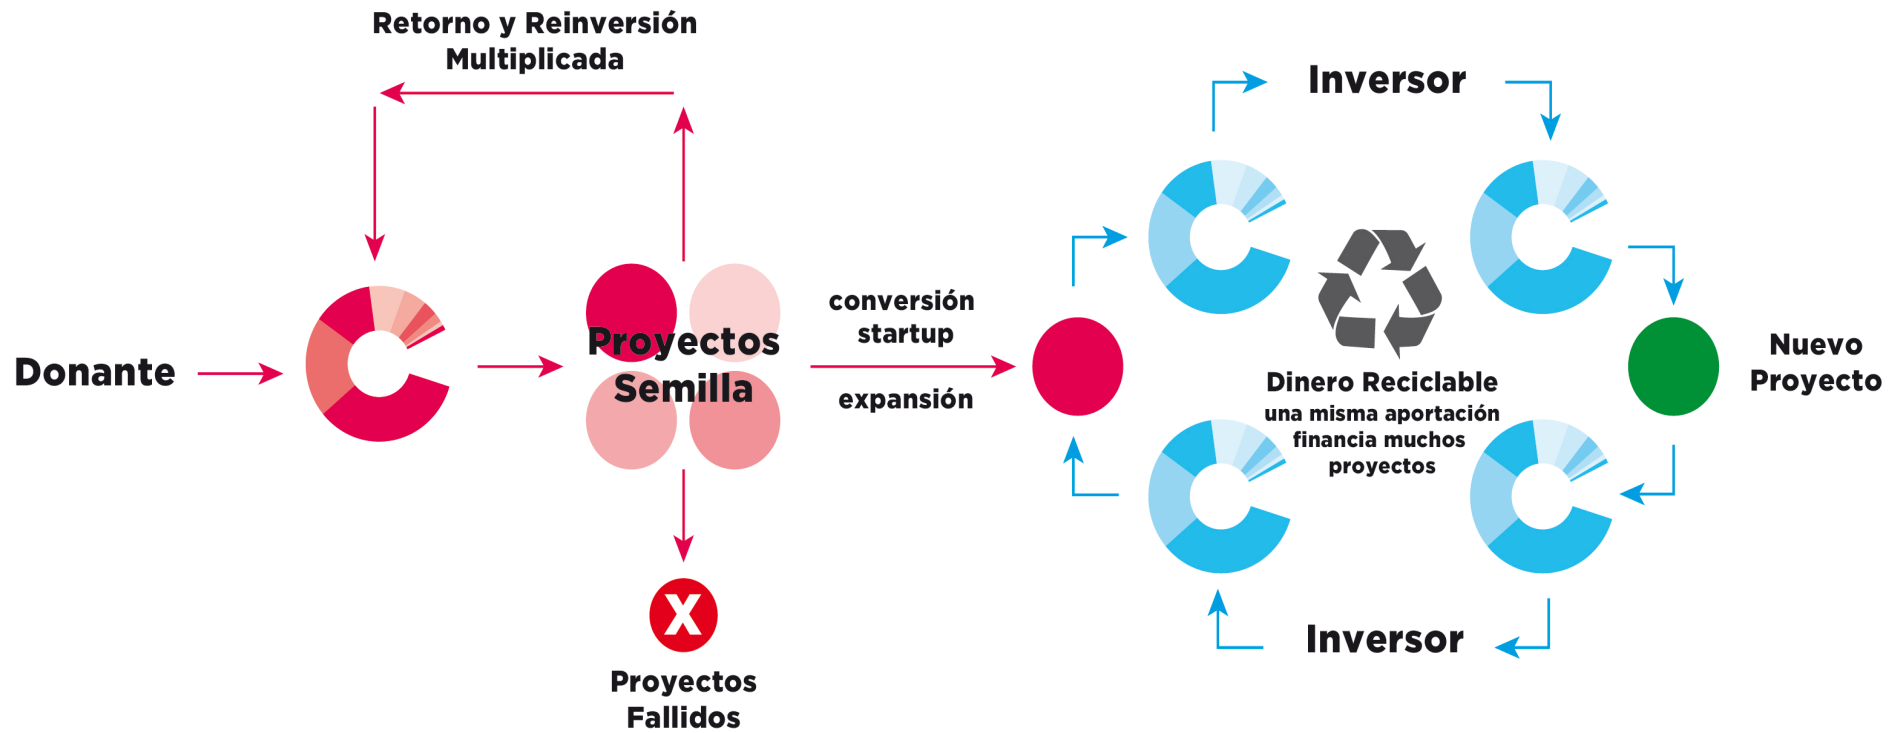 Retorno y Reinversión
Multiplicada
Donante
Proyectos
Semilla
X
Proyectos
Fallidos
conversión
startup
expansión
Inversor
Dinero Reciclable
una misma aportación
financia muchos
proyectos
Inversor
Nuevo
Proyecto